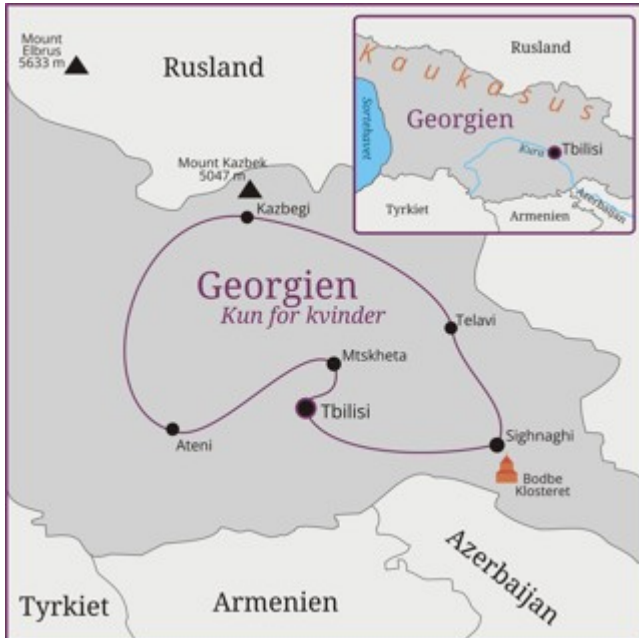 Mount
Elbrus
5633 m
Rusland
Mount Kazbek
5047 m
Kazbegi
Georgien
Kun for kvinder
Telavi
Mtskheta
Tbilisi
Ateni
Sighnaghi
Bodbe
Klosteret
Tyrkiet
Armenien
Azerbaijan
Rusland
Kaukasus
Sortehavet
Georgien
Kura
Tbilisi
Tyrkiet
Armenien
Azerbaijan